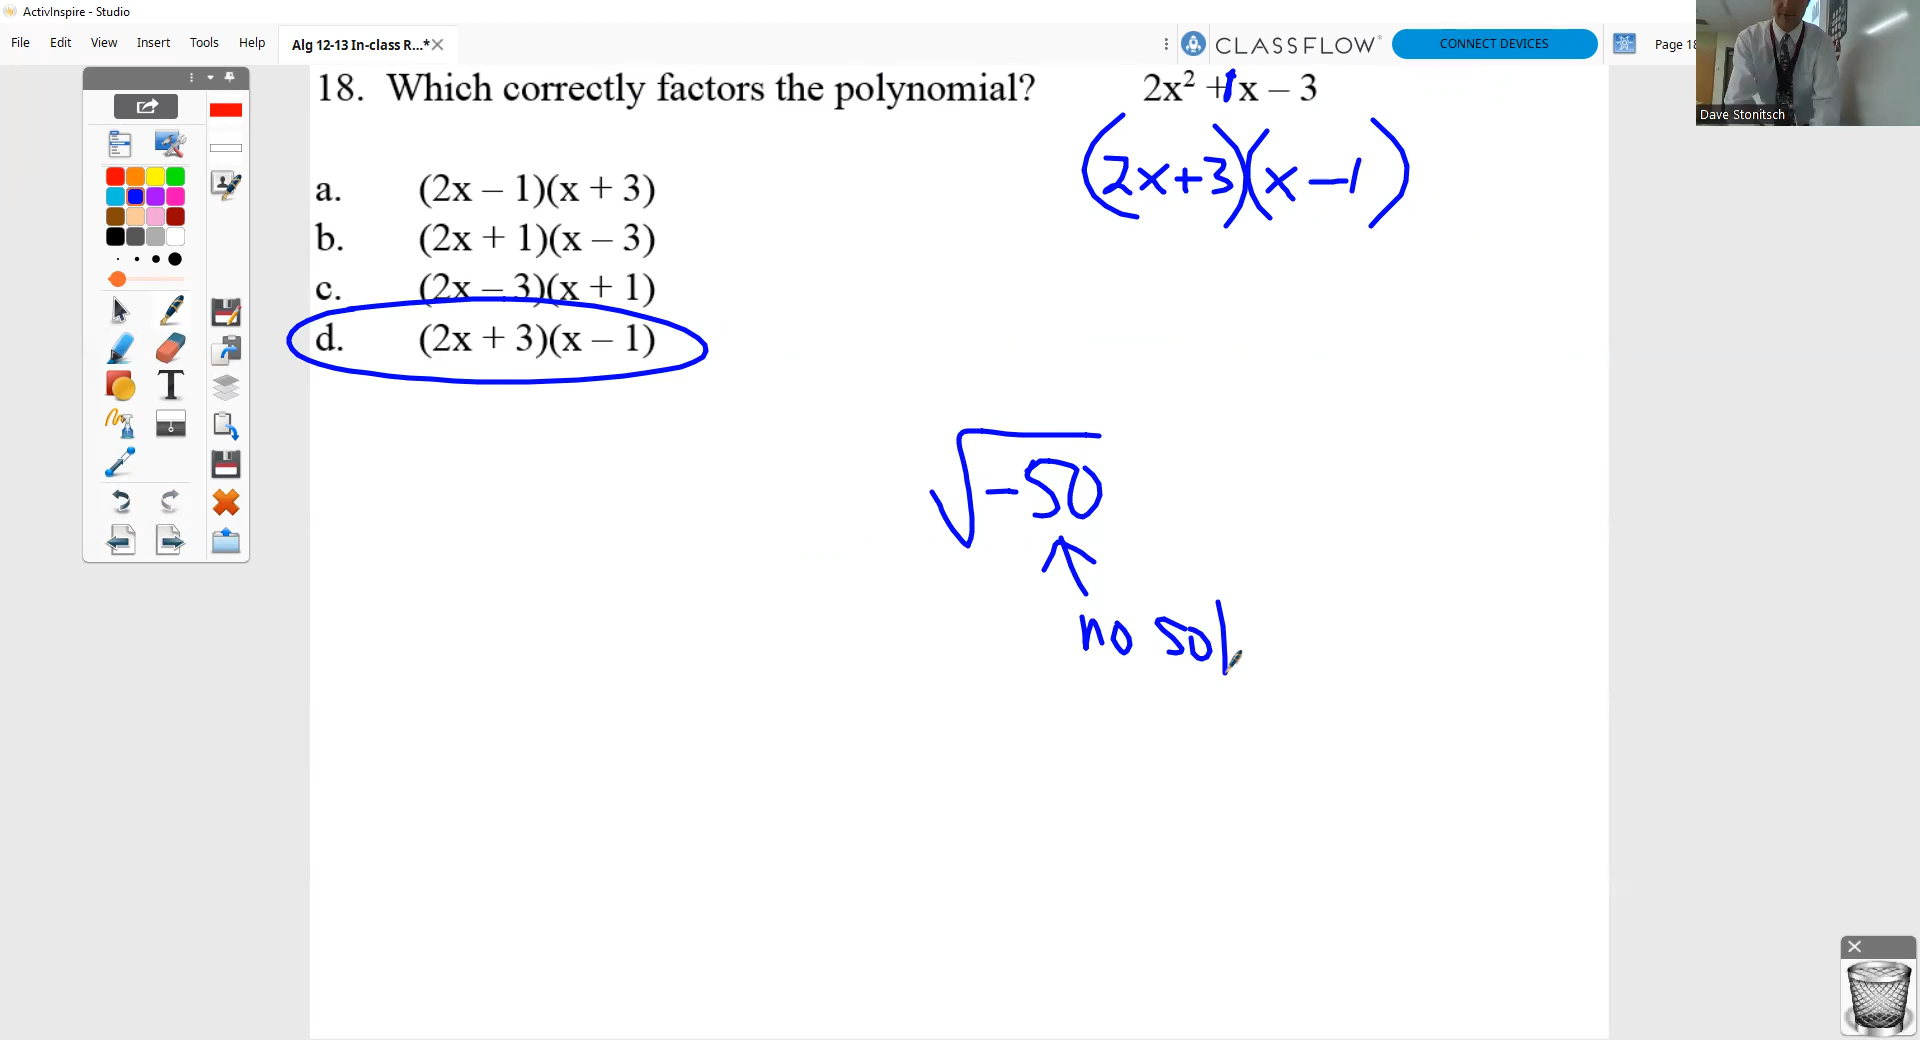 ActivInspire - Studio
File Edit View Insert Tools Help Alg 12-13 In-class R...* CLASSFLOW CONNECT DEVICES Page 18
Dave Stonitsch
18. Which correctly factors the polynomial? 2x² + 1x – 3
(2x+3)(x-1)
a. (2x – 1)(x + 3)
b. (2x + 1)(x – 3)
c. (2x – 3)(x + 1)
d. (2x + 3)(x – 1)
√-50
no sol